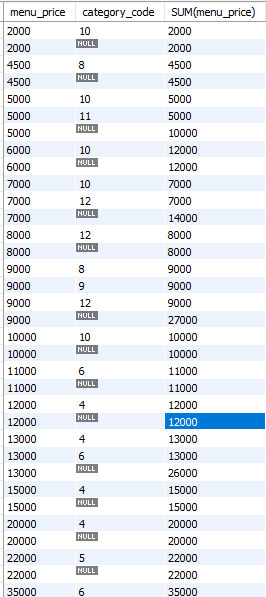 menu_price category_code SUM(menu_price)
2000 10 2000
2000 NULL 2000
4500 8 4500
4500 NULL 4500
5000 10 5000
5000 11 5000
5000 NULL 10000
6000 10 12000
6000 NULL 12000
7000 10 7000
7000 12 7000
7000 NULL 14000
8000 12 8000
8000 NULL 8000
9000 8 9000
9000 9 9000
9000 12 9000
9000 NULL 27000
10000 10 10000
10000 NULL 10000
11000 6 11000
11000 NULL 11000
12000 4 12000
12000 NULL 12000
13000 4 13000
13000 6 13000
13000 NULL 26000
15000 4 15000
15000 NULL 15000
20000 4 20000
20000 NULL 20000
22000 5 22000
22000 NULL 22000
35000 6 35000